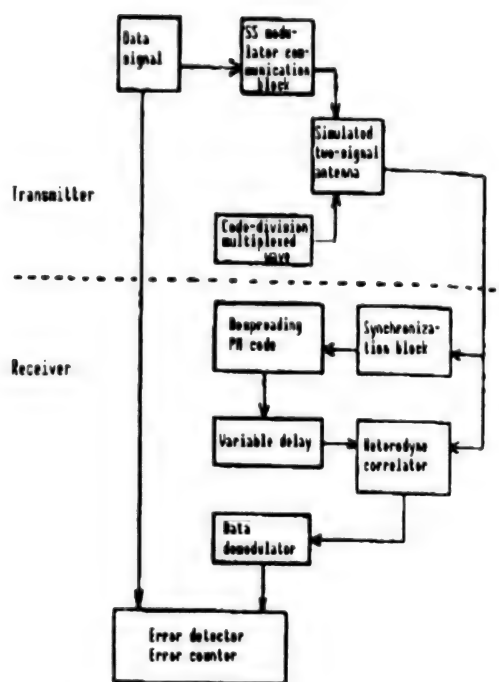 Data
signal
SS modu-
lator com-
munication
block
Simulated
two-signal
antenna
Transmitter
Code-division
multiplexed
wave
Receiver
PN code
Synchroniza-
tion block
Variable delay
Heterodyne
correlator
Data
demodulator
Error detector
Error counter